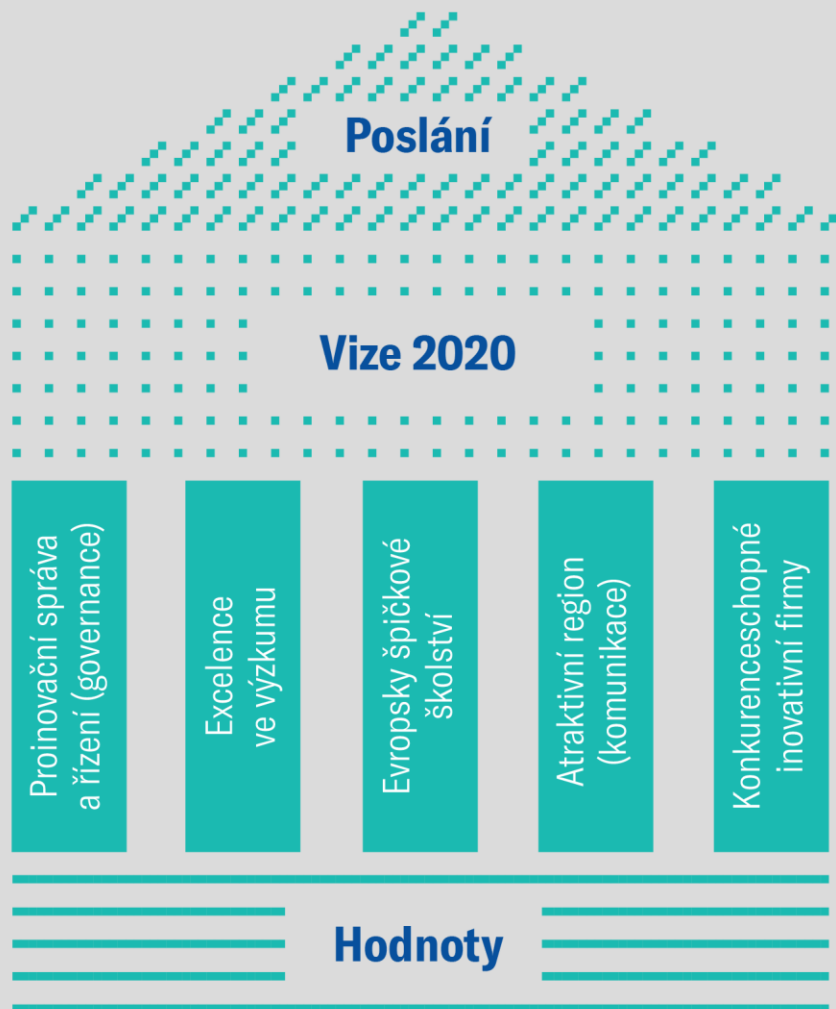 Poslání
Vize 2020
Proinovační správa
a řízení (governance)
Excelence
ve výzkumu
Evropsky špičkové
školství
Atraktivní region
(komunikace)
Konkurenceschopné
inovativní firmy
Hodnoty